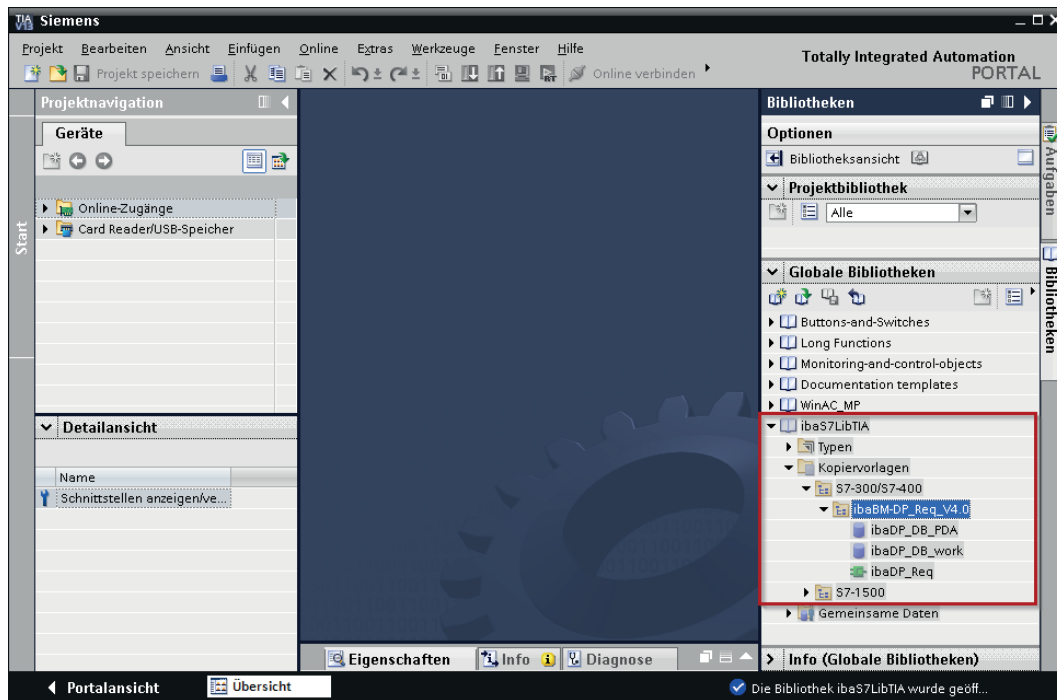 Siemens
Projekt Bearbeiten Ansicht Einfügen Online Extras Werkzeuge Fenster Hilfe
Totally Integrated Automation
PORTAL
Projekt speichern
Online verbinden
Projektnavigation
Geräte
Online-Zugänge
Card Reader/USB-Speicher
Start
Detailansicht
Name
Schnittstellen anzeigen/ve...
Bibliotheken
Optionen
Bibliotheksansicht
Projektbibliothek
Alle
Globale Bibliotheken
Buttons-and-Switches
Long Functions
Monitoring-and-control-objects
Documentation templates
WinAC_MP
ibaS7LibTIA
Typen
Kopiervorlagen
S7-300/S7-400
ibaBM-DP_Req_V4.0
ibaDP_DB_PDA
ibaDP_DB_work
ibaDP_Req
S7-1500
Gemeinsame Daten
Info (Globale Bibliotheken)
Aufgaben
Bibliotheken
Eigenschaften Info Diagnose
Portalansicht
Übersicht
Die Bibliothek ibaS7LibTIA wurde geöff...